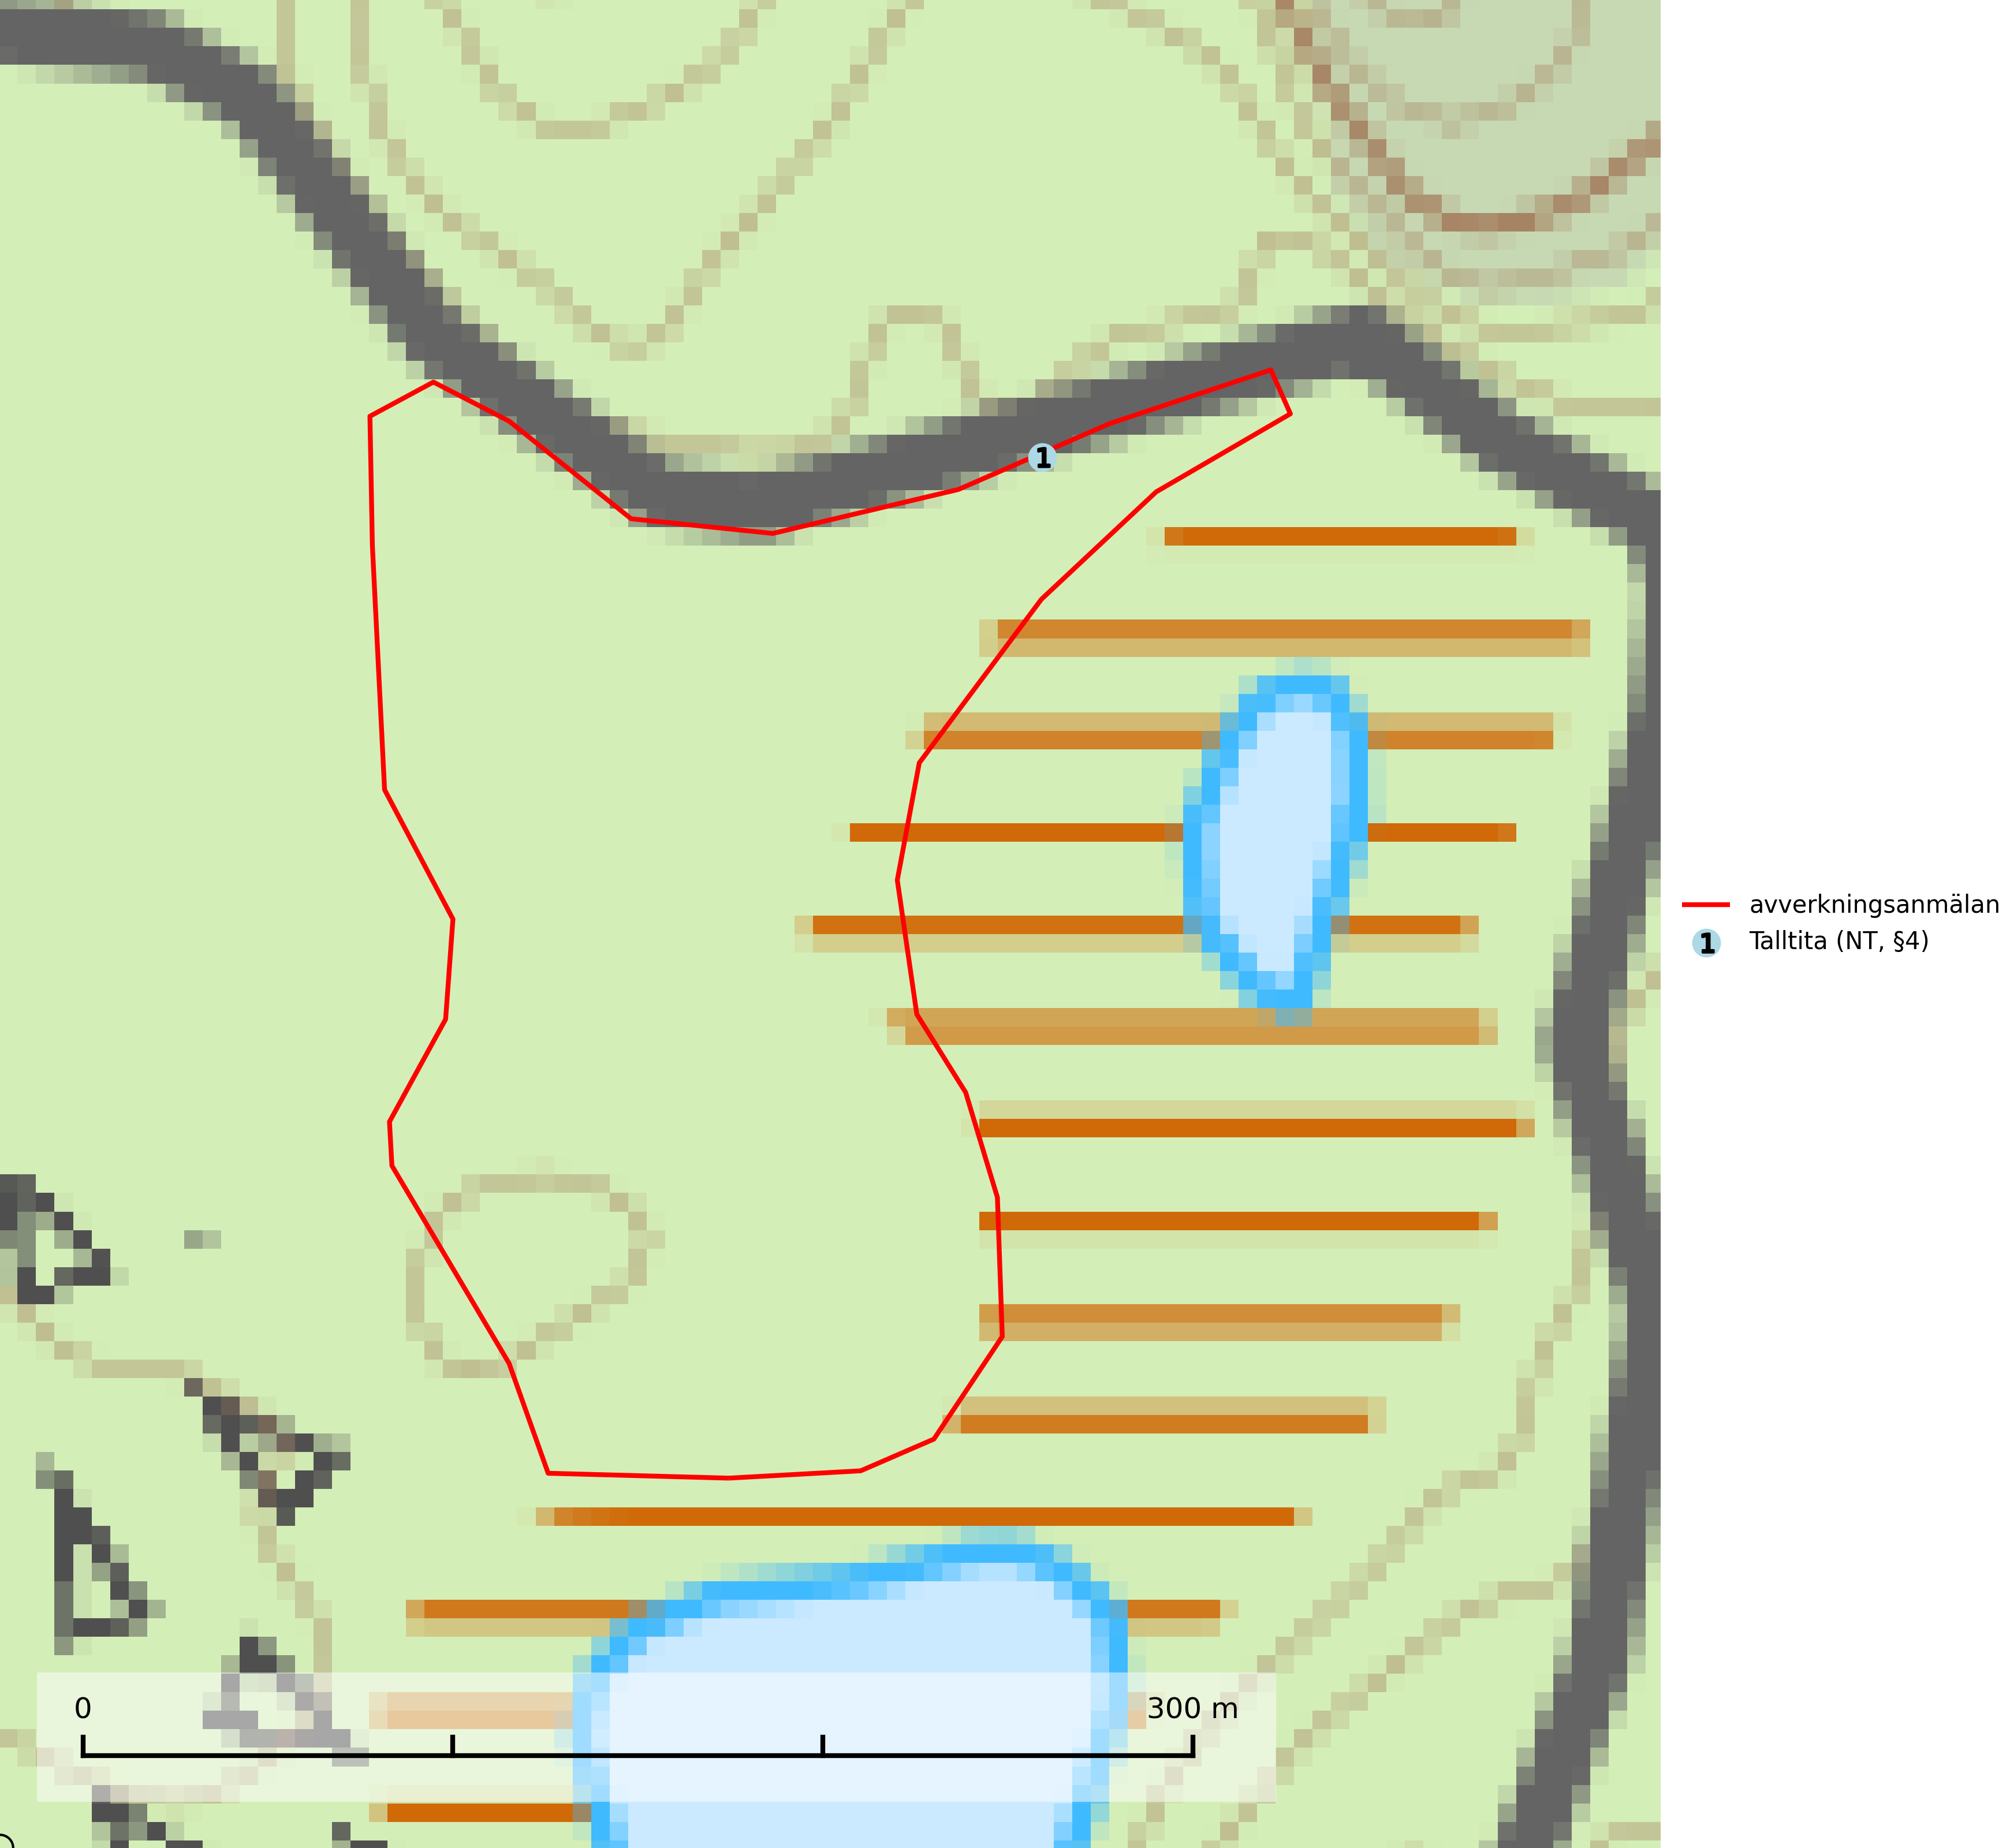 1
avverkningsanmälan
1 Talltita (NT, §4)
0 300 m